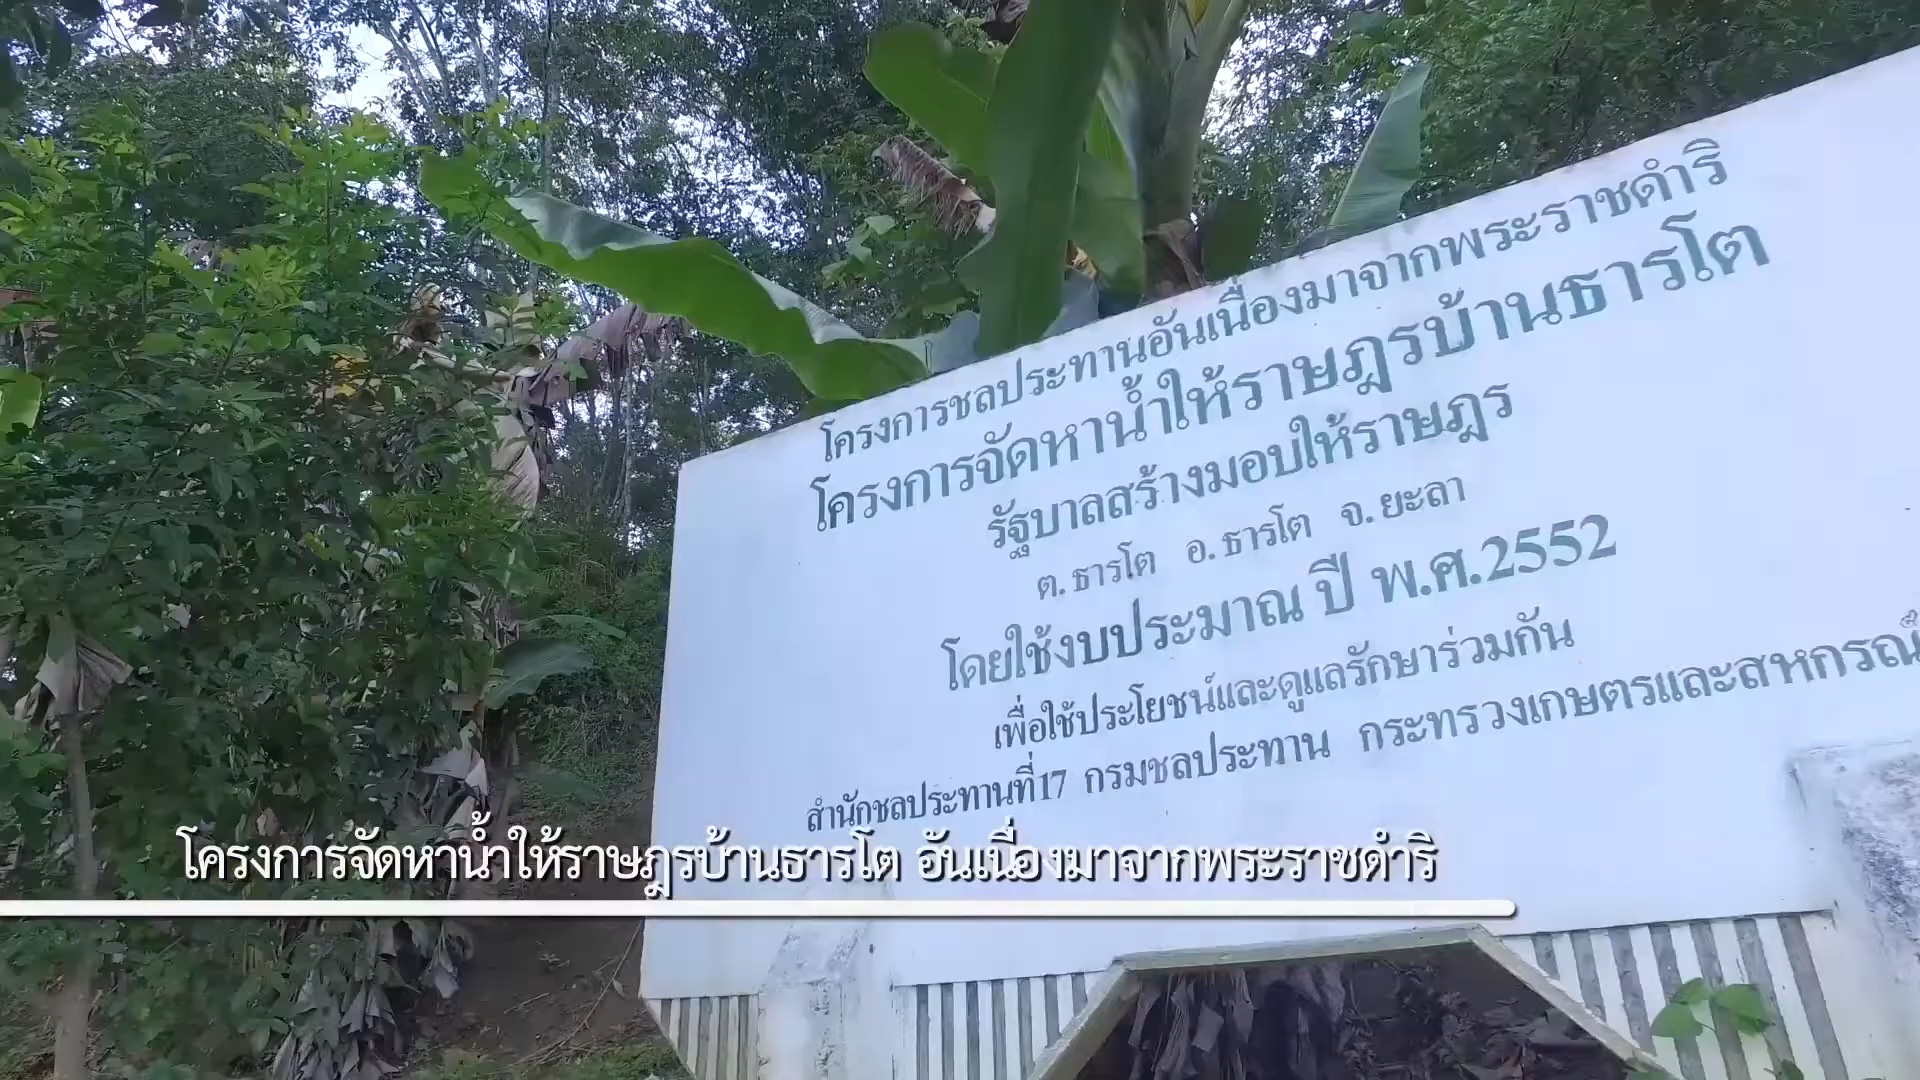 โครงการชลประทานอันเนื่องมาจากพระราชดำริ
โครงการจัดหาน้ำให้ราษฎรบ้านธารโต
รัฐบาลสร้างมอบให้ราษฎร
ต. ธารโต อ. ธารโต จ. ยะลา
โดยใช้งบประมาณ ปี พ.ศ.2552
เพื่อใช้ประโยชน์และดูแลรักษาร่วมกัน
สำนักชลประทานที่17 กรมชลประทาน กระทรวงเกษตรและสหกรณ์
โครงการจัดหาน้ำให้ราษฎรบ้านธารโต อันเนื่องมาจากพระราชดำริ